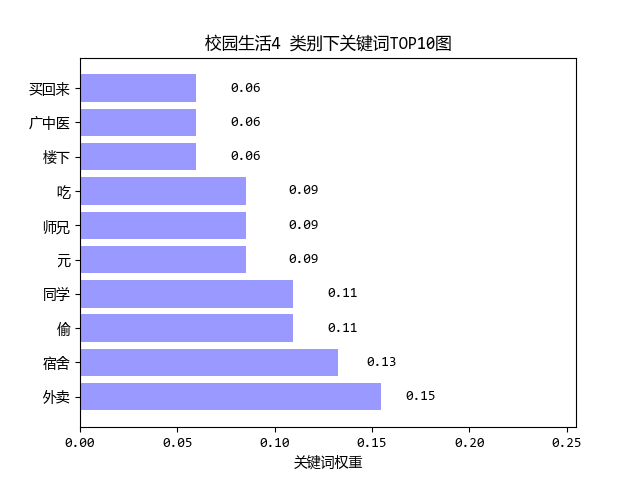 校园生活4 类别下关键词TOP10图
买回来 0.06
广中医 0.06
楼下 0.06
吃 0.09
师兄 0.09
元 0.09
同学 0.11
偷 0.11
宿舍 0.13
外卖 0.15
0.00 0.05 0.10 0.15 0.20 0.25
关键词权重